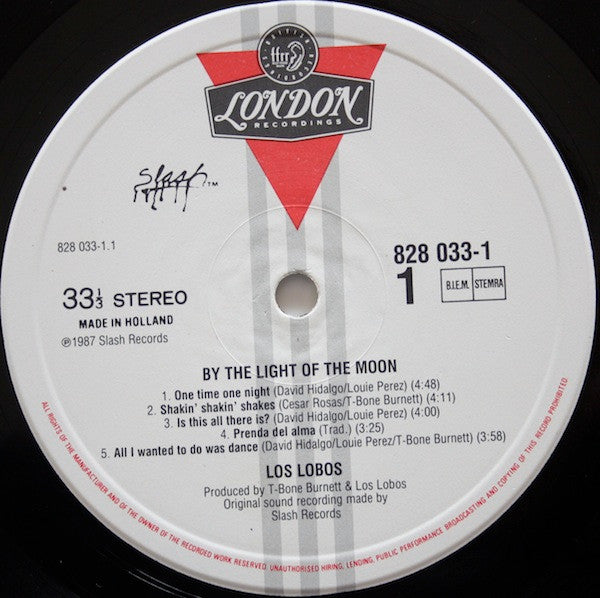 LONDON
RECORDINGS
Slash ™
828 033-1.1
828 033-1
33⅓ STEREO
1
B.I.E.M. STEMRA
MADE IN HOLLAND
℗1987 Slash Records
BY THE LIGHT OF THE MOON
1. One time one night (David Hidalgo/Louie Perez) (4:48)
2. Shakin' shakin' shakes (Cesar Rosas/T-Bone Burnett) (4:11)
3. Is this all there is? (David Hidalgo/Louie Perez) (4:00)
4. Prenda del alma (Trad.) (3:25)
5. All I wanted to do was dance (David Hidalgo/Louie Perez/T-Bone Burnett) (3:58)
LOS LOBOS
Produced by T-Bone Burnett & Los Lobos
Original sound recording made by
Slash Records
ALL RIGHTS OF THE MANUFACTURER AND OF THE OWNER OF THE RECORDED WORK RESERVED. UNAUTHORISED HIRING, LENDING, PUBLIC PERFORMANCE, BROADCASTING AND COPYING OF THIS RECORD PROHIBITED